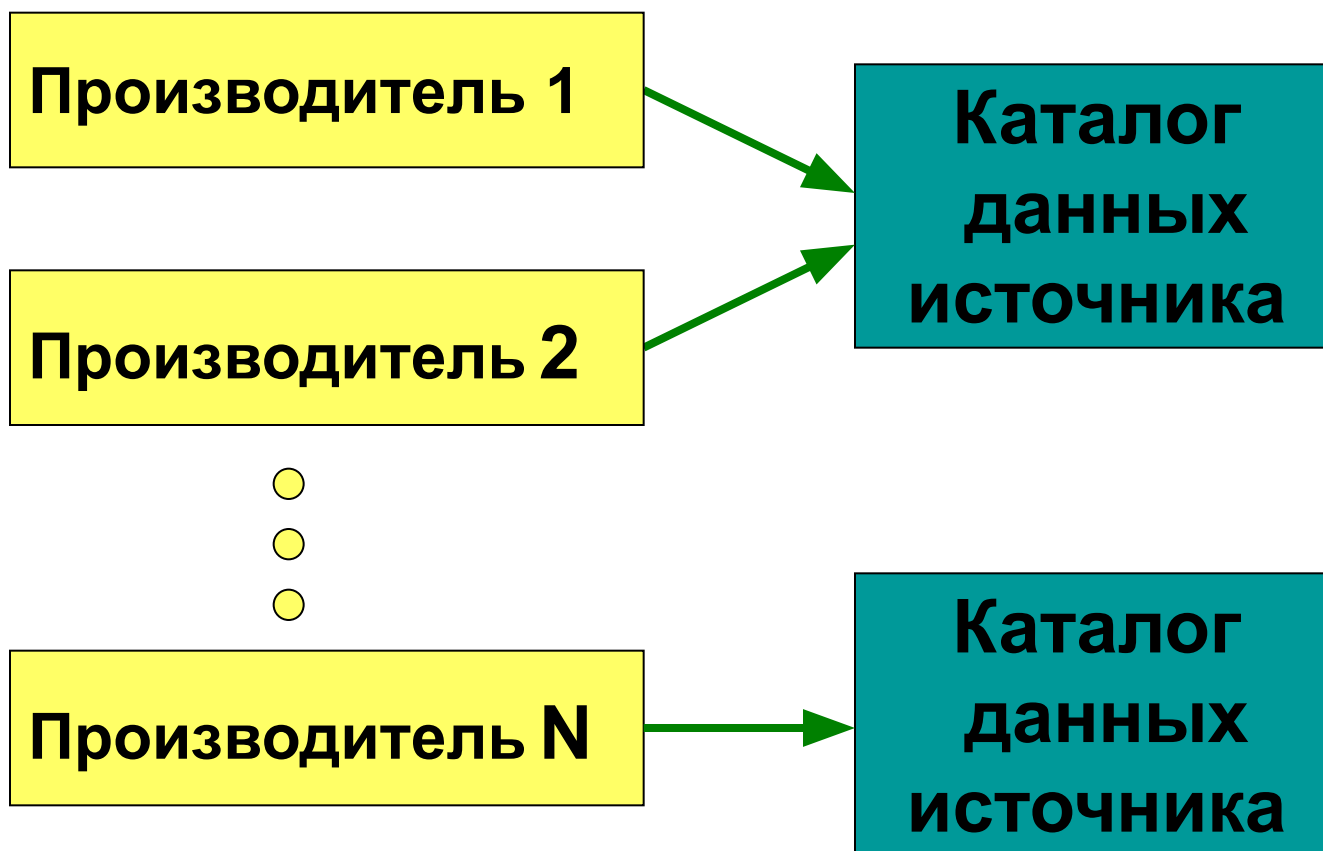 Производитель 1
Каталог
данных
источника
Производитель 2
Производитель N
Каталог
данных
источника